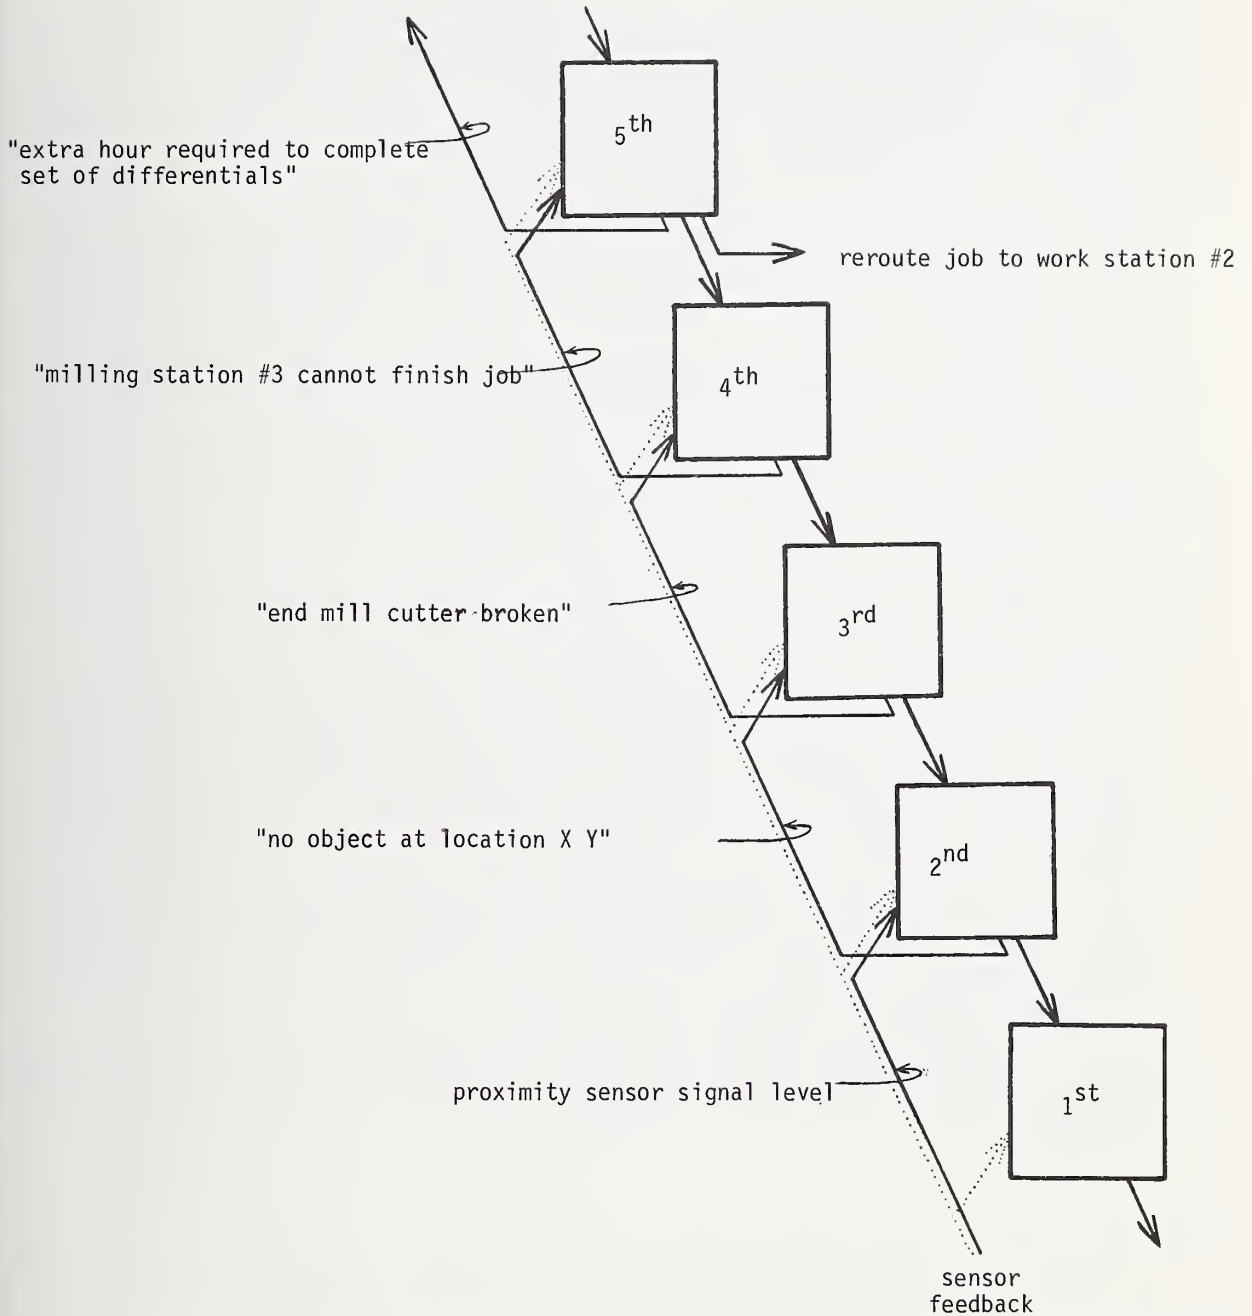 5th
"extra hour required to complete
set of differentials"
reroute job to work station #2
4th
"milling station #3 cannot finish job"
3rd
"end mill cutter broken"
"no object at location X Y"
2nd
proximity sensor signal level
1st
sensor
feedback